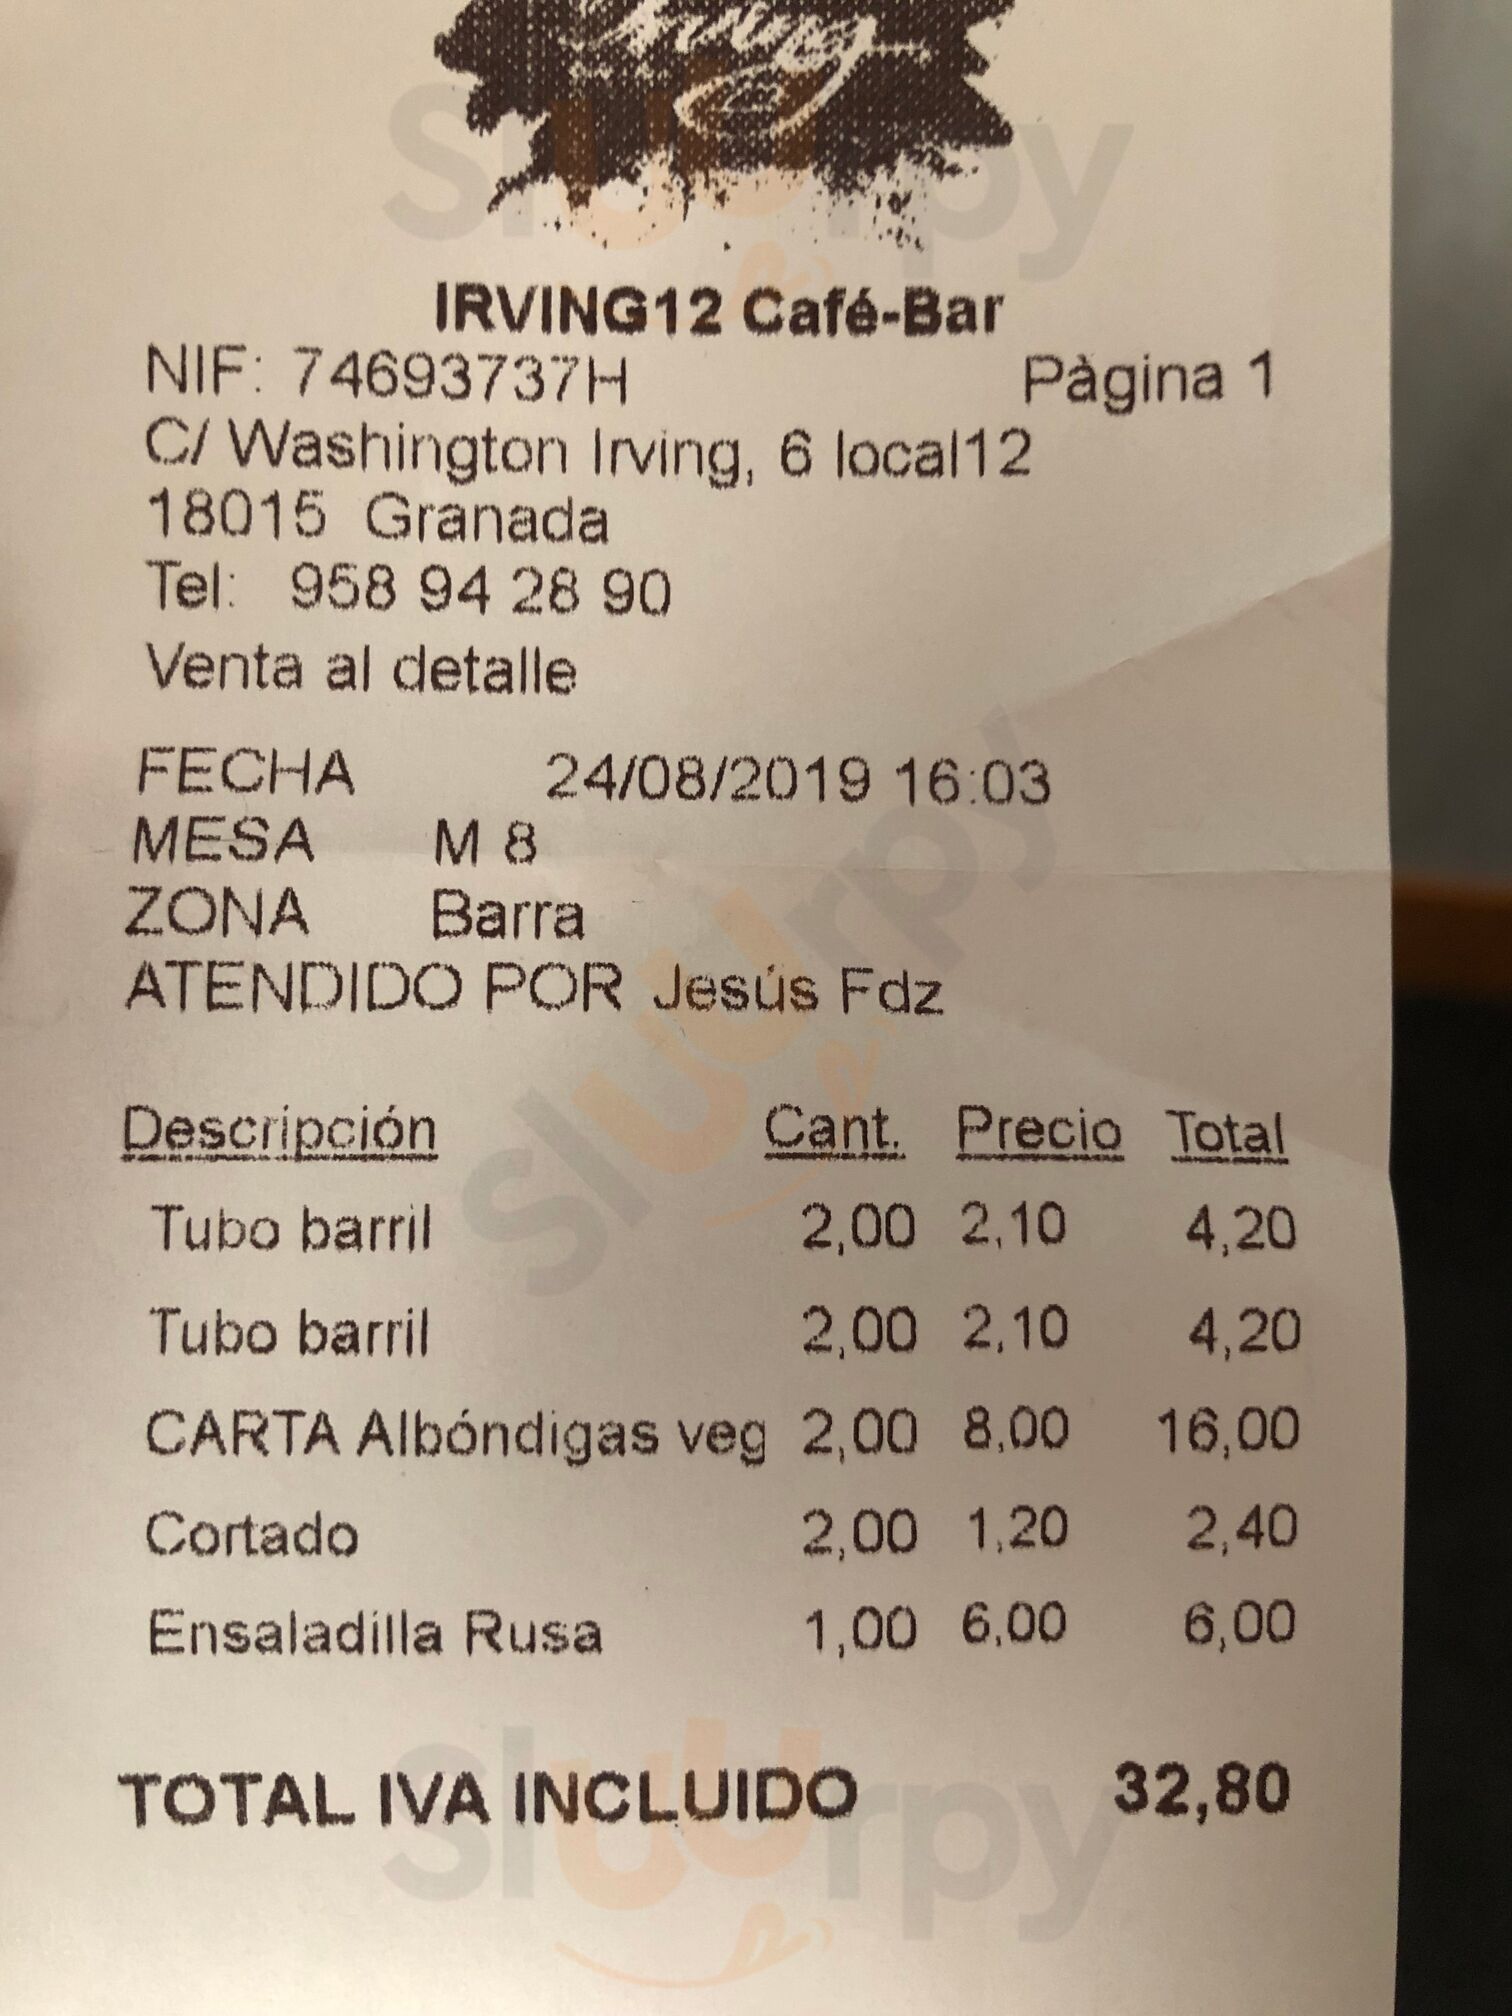 Irving
IRVING12 Café-Bar
NIF: 74693737H Pàgina 1
C/ Washington Irving, 6 local12
18015 Granada
Tel: 958 94 28 90
Venta al detalle
FECHA 24/08/2019 16:03
MESA M 8
ZONA Barra
ATENDIDO POR Jesús Fdz
Descripción Cant. Precio Total
Tubo barril 2,00 2,10 4,20
Tubo barril 2,00 2,10 4,20
CARTA Albóndigas veg 2,00 8,00 16,00
Cortado 2,00 1,20 2,40
Ensaladilla Rusa 1,00 6,00 6,00
TOTAL IVA INCLUIDO 32,80
Sluurpy
Sluurpy
Sluurpy